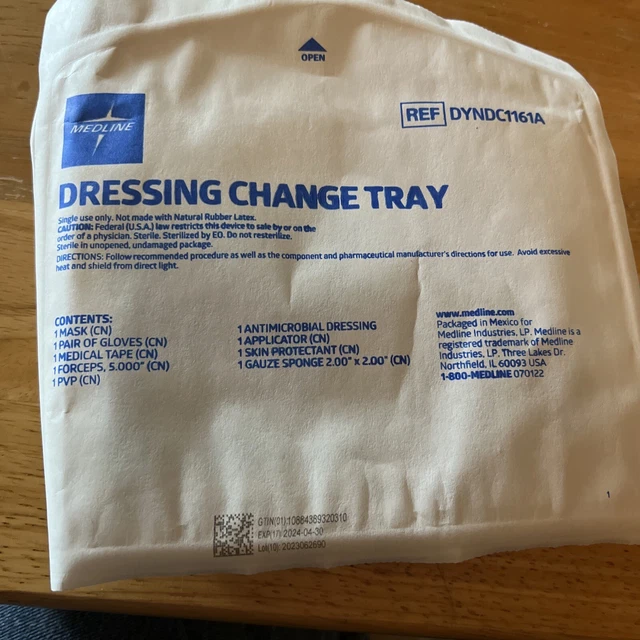 OPEN
MEDLINE
REF DYNDC1161A
DRESSING CHANGE TRAY
Single use only. Not made with Natural Rubber Latex.
CAUTION: Federal (U.S.A.) law restricts this device to sale by or on the
order of a physician. Sterile. Sterilized by EO. Do not resterilize.
Sterile in unopened, undamaged package.
DIRECTIONS: Follow recommended procedure as well as the component and pharmaceutical manufacturer's directions for use. Avoid excessive
heat and shield from direct light.
CONTENTS:
1 MASK (CN)
1 PAIR OF GLOVES (CN)
1 MEDICAL TAPE (CN)
1 FORCEPS, 5.000" (CN)
1 PVP (CN)
1 ANTIMICROBIAL DRESSING
1 APPLICATOR (CN)
1 SKIN PROTECTANT (CN)
1 GAUZE SPONGE 2.00" x 2.00" (CN)
www.medline.com
Packaged in Mexico for
Medline Industries, LP. Medline is a
registered trademark of Medline
Industries, LP. Three Lakes Dr.
Northfield, IL 60093 USA
1-800-MEDLINE 070122
1
GTIN(01):10884389320310
EXP(17): 2024-04-30
Lot(10): 2023062690